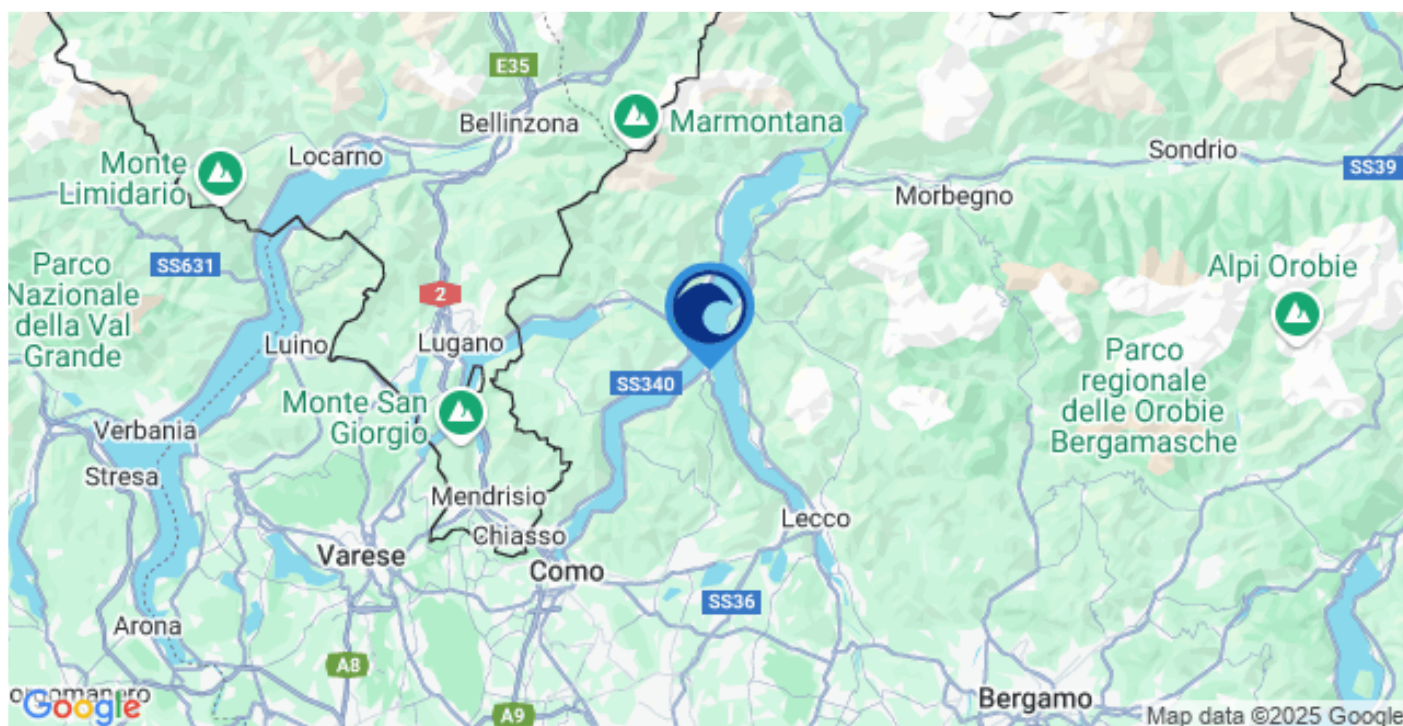 E35
Bellinzona
Marmontana
Locarno
Monte
Limidario
Sondrio
SS39
Morbegno
SS631
Parco
Nazionale
della Val
Grande
2
Alpi Orobie
Luino
Lugano
SS340
Parco
regionale
delle Orobie
Bergamasche
Monte San
Giorgio
Verbania
Stresa
Mendrisio
Chiasso
Lecco
Varese
Como
SS36
Arona
A8
Bergamo
A9
Google
Map data ©2025 Google